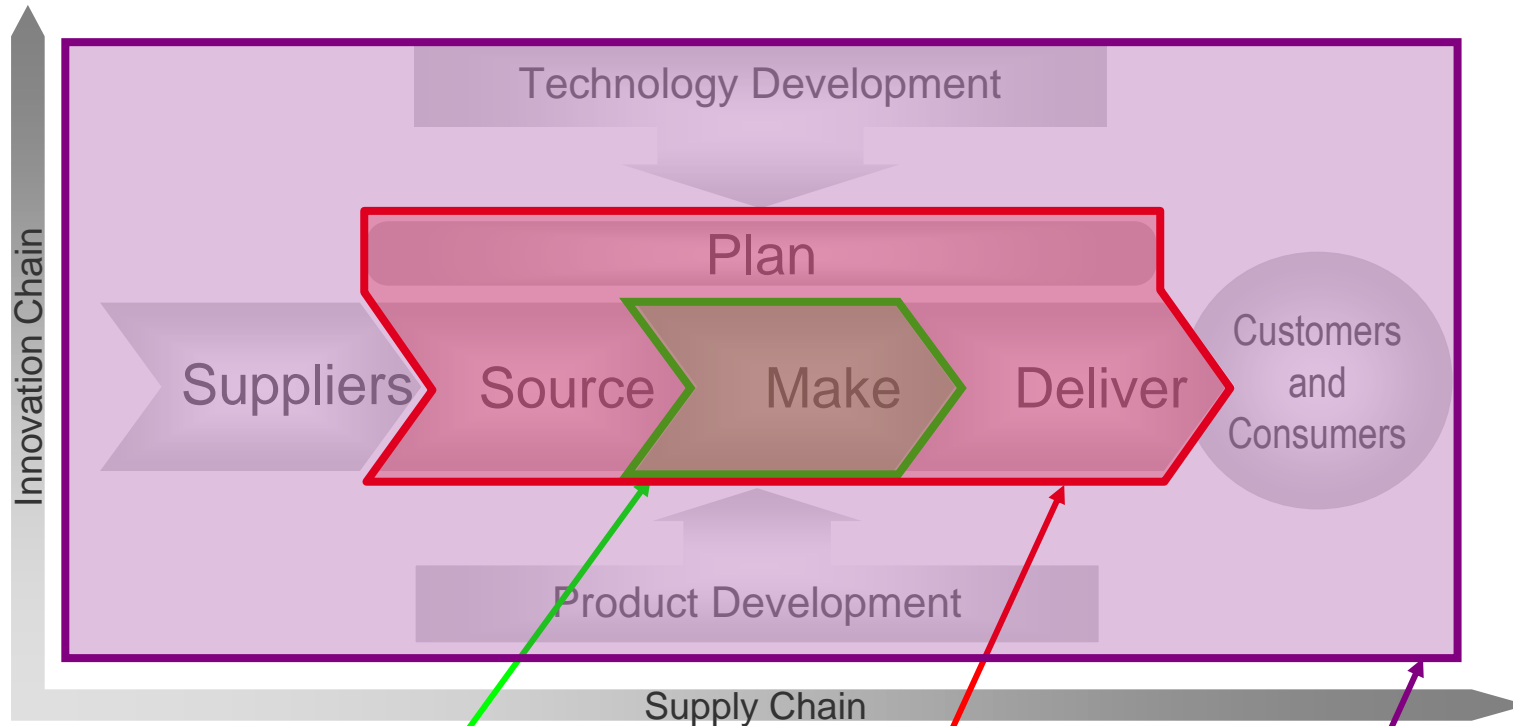 Technology Development
Plan
Suppliers
Source
Make
Deliver
Customers
and
Consumers
Product Development
Innovation Chain
Supply Chain